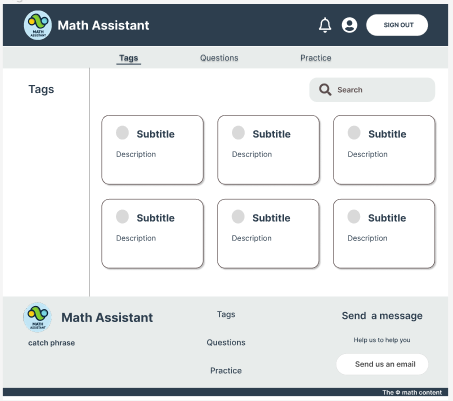 MATH
ASSISTANT
Math Assistant
SIGN OUT
Tags
Questions
Practice
Tags
Search
Subtitle
Description
Subtitle
Description
Subtitle
Description
Subtitle
Description
Subtitle
Description
Subtitle
Description
MATH
ASSISTANT
Math Assistant
catch phrase
Tags
Questions
Practice
Send a message
Help us to help you
Send us an email
math content